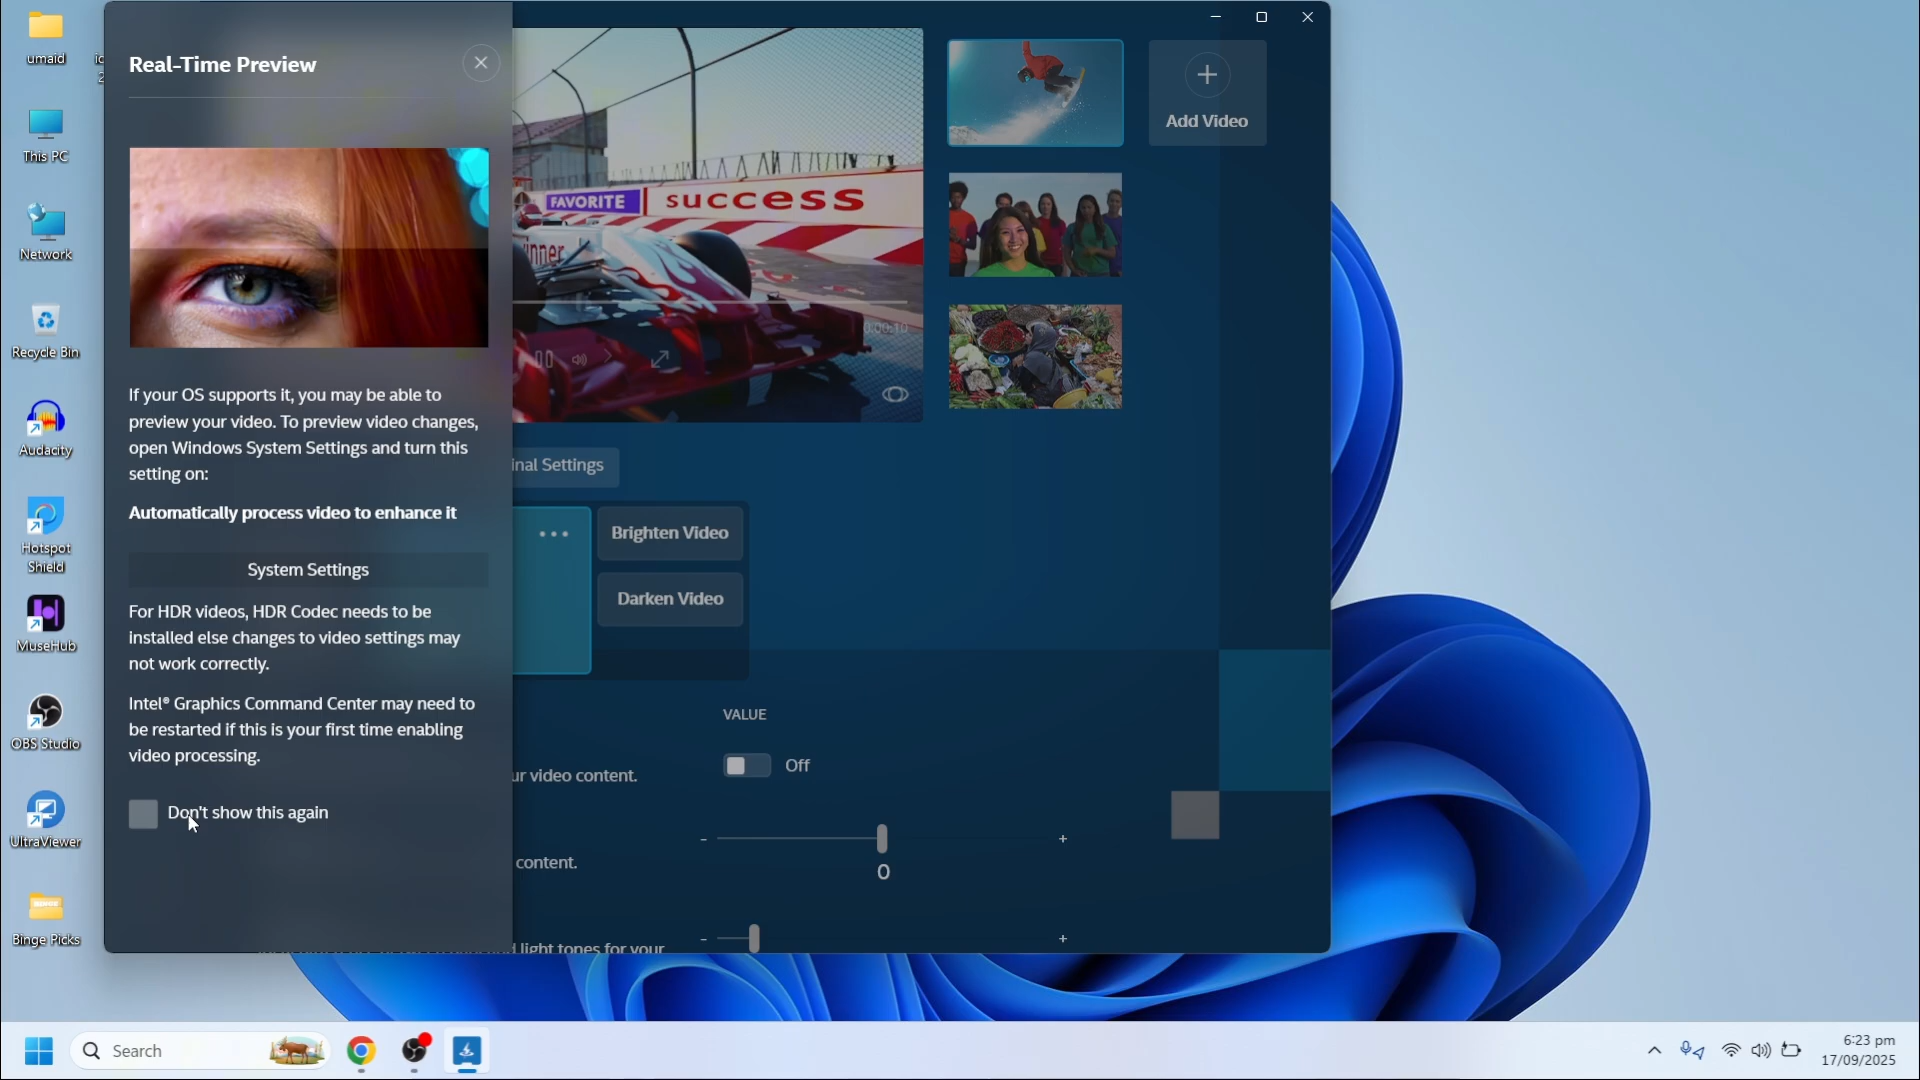 umaid
This PC
Network
Recycle Bin
Audacity
Hotspot
Shield
MuseHub
OBS Studio
UltraViewer
Binge Picks
Real-Time Preview
If your OS supports it, you may be able to
preview your video. To preview video changes,
open Windows System Settings and turn this
setting on:
Automatically process video to enhance it
System Settings
For HDR videos, HDR Codec needs to be
installed else changes to video settings may
not work correctly.
Intel® Graphics Command Center may need to
be restarted if this is your first time enabling
video processing.
Don't show this again
FAVORITE
success
inner
0:00:10
Add Video
inal Settings
Brighten Video
Darken Video
VALUE
ur video content.
Off
- +
content.
0
- +
light tones for your
Search
6:23 pm
17/09/2025